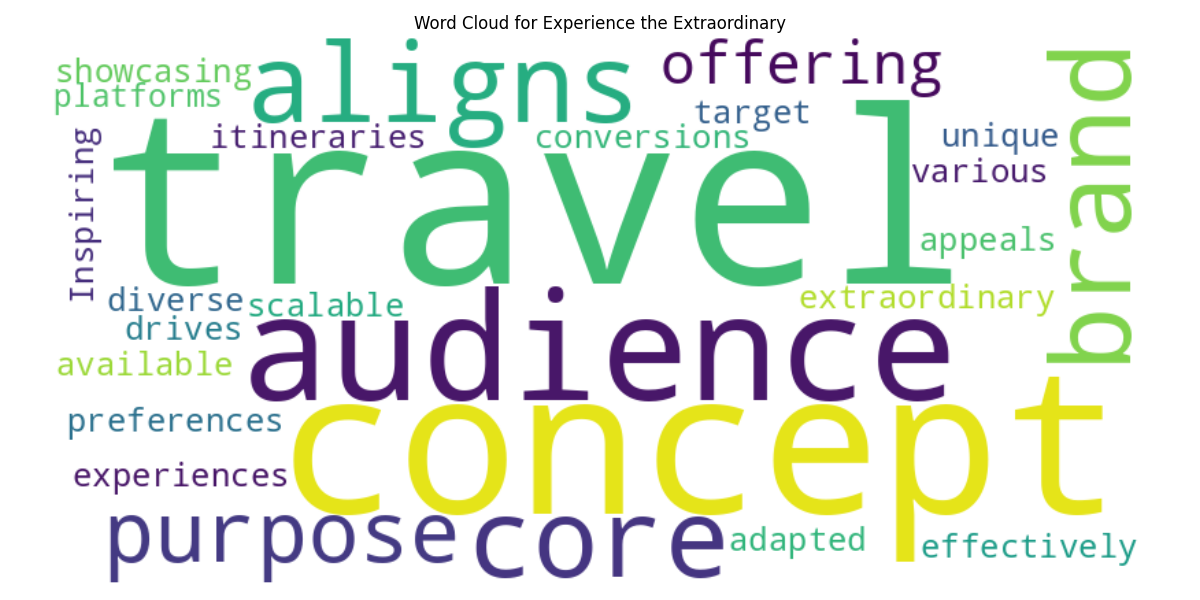 Word Cloud for Experience the Extraordinary
showcasing
platforms
aligns
offering
brand
target
itineraries
conversions
unique
various
Inspiring
travel
appeals
diverse
scalable
extraordinary
drives
audience
available
concept
preferences
experiences
purpose
core
adapted
effectively